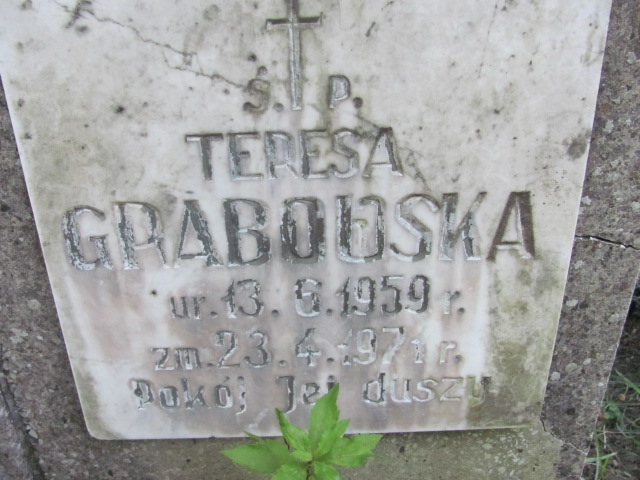 Ś. P.
TERESA
GRABOWSKA
ur. 13. 6. 1959 r.
zm. 23. 4. 1971 r.
Pokój Jej duszy